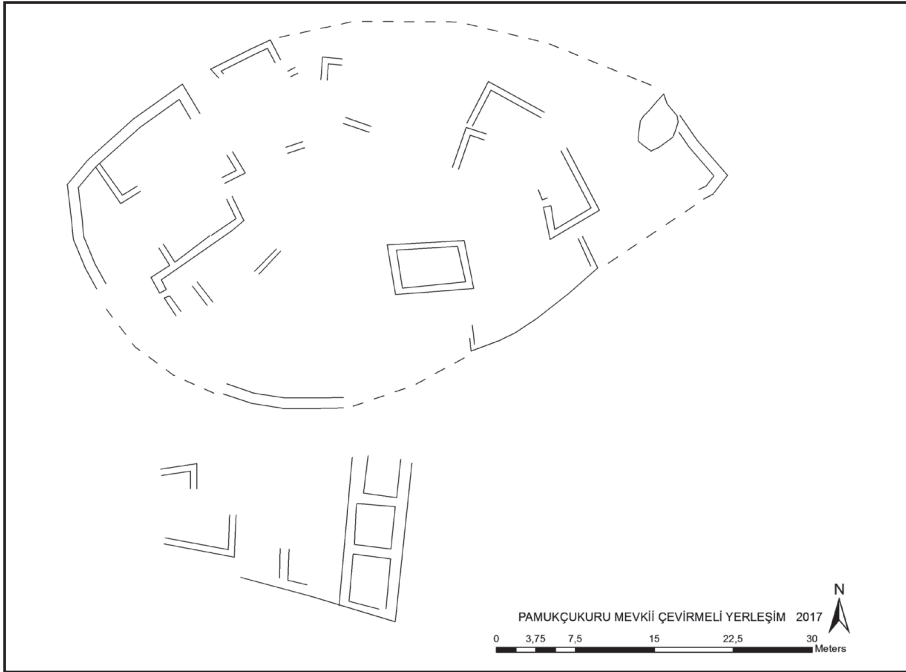 N
PAMUKÇUKURU MEVKİİ ÇEVİRMELİ YERLEŞİM 2017
0 3,75 7,5 15 22,5 30
Meters